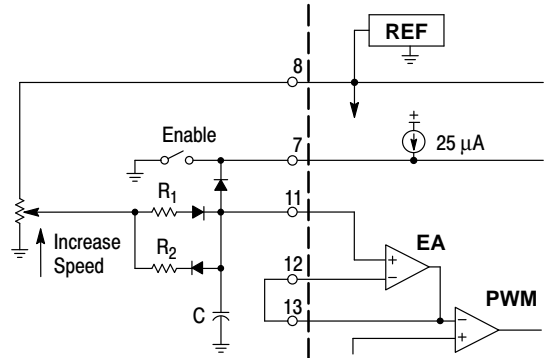 REF
8
Enable
7
25 μA
R1
11
Increase
Speed
EA
R2
12
13
PWM
C
+
−
−
+